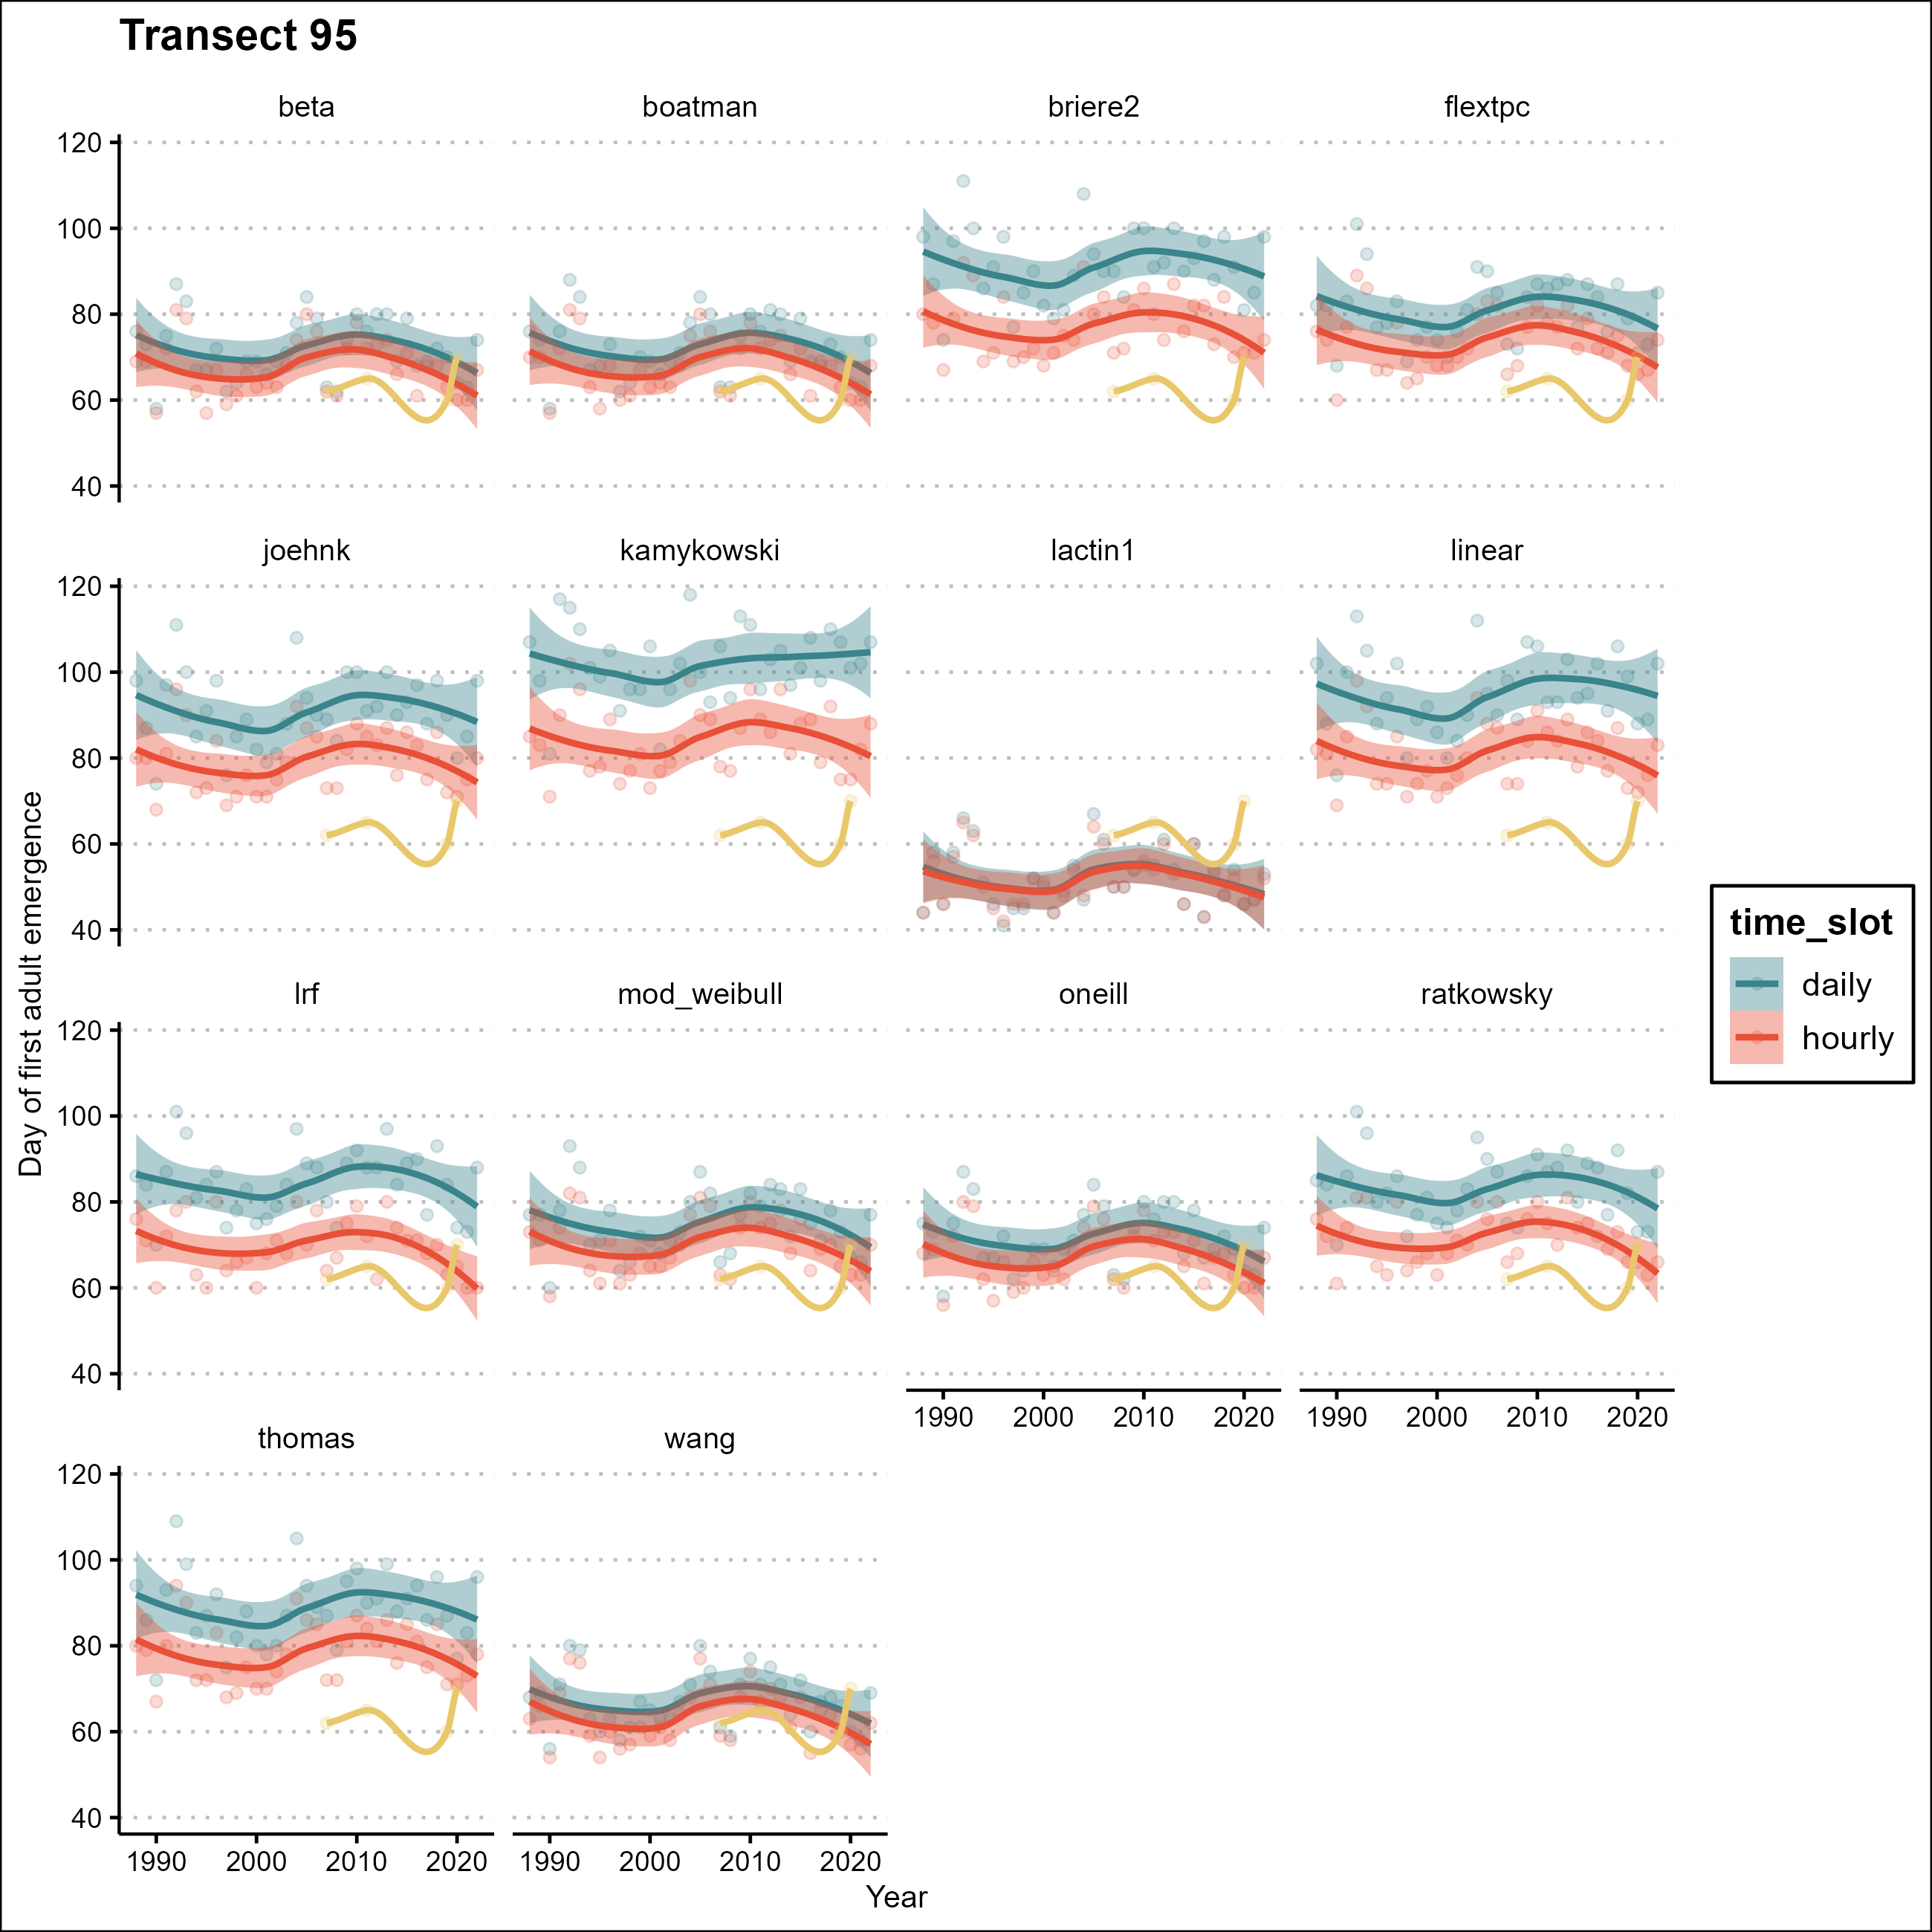 Transect 95
beta boatman briere2 flextpc
120
100
80
60
40
joehnk kamykowski lactin1 linear
120
100
80
60
40
lrf mod_weibull oneill ratkowsky
120
100
80
60
40
1990 2000 2010 2020 1990 2000 2010 2020
thomas wang
120
100
80
60
40
1990 2000 2010 2020 1990 2000 2010 2020
Year
Day of first adult emergence
time_slot
daily
hourly